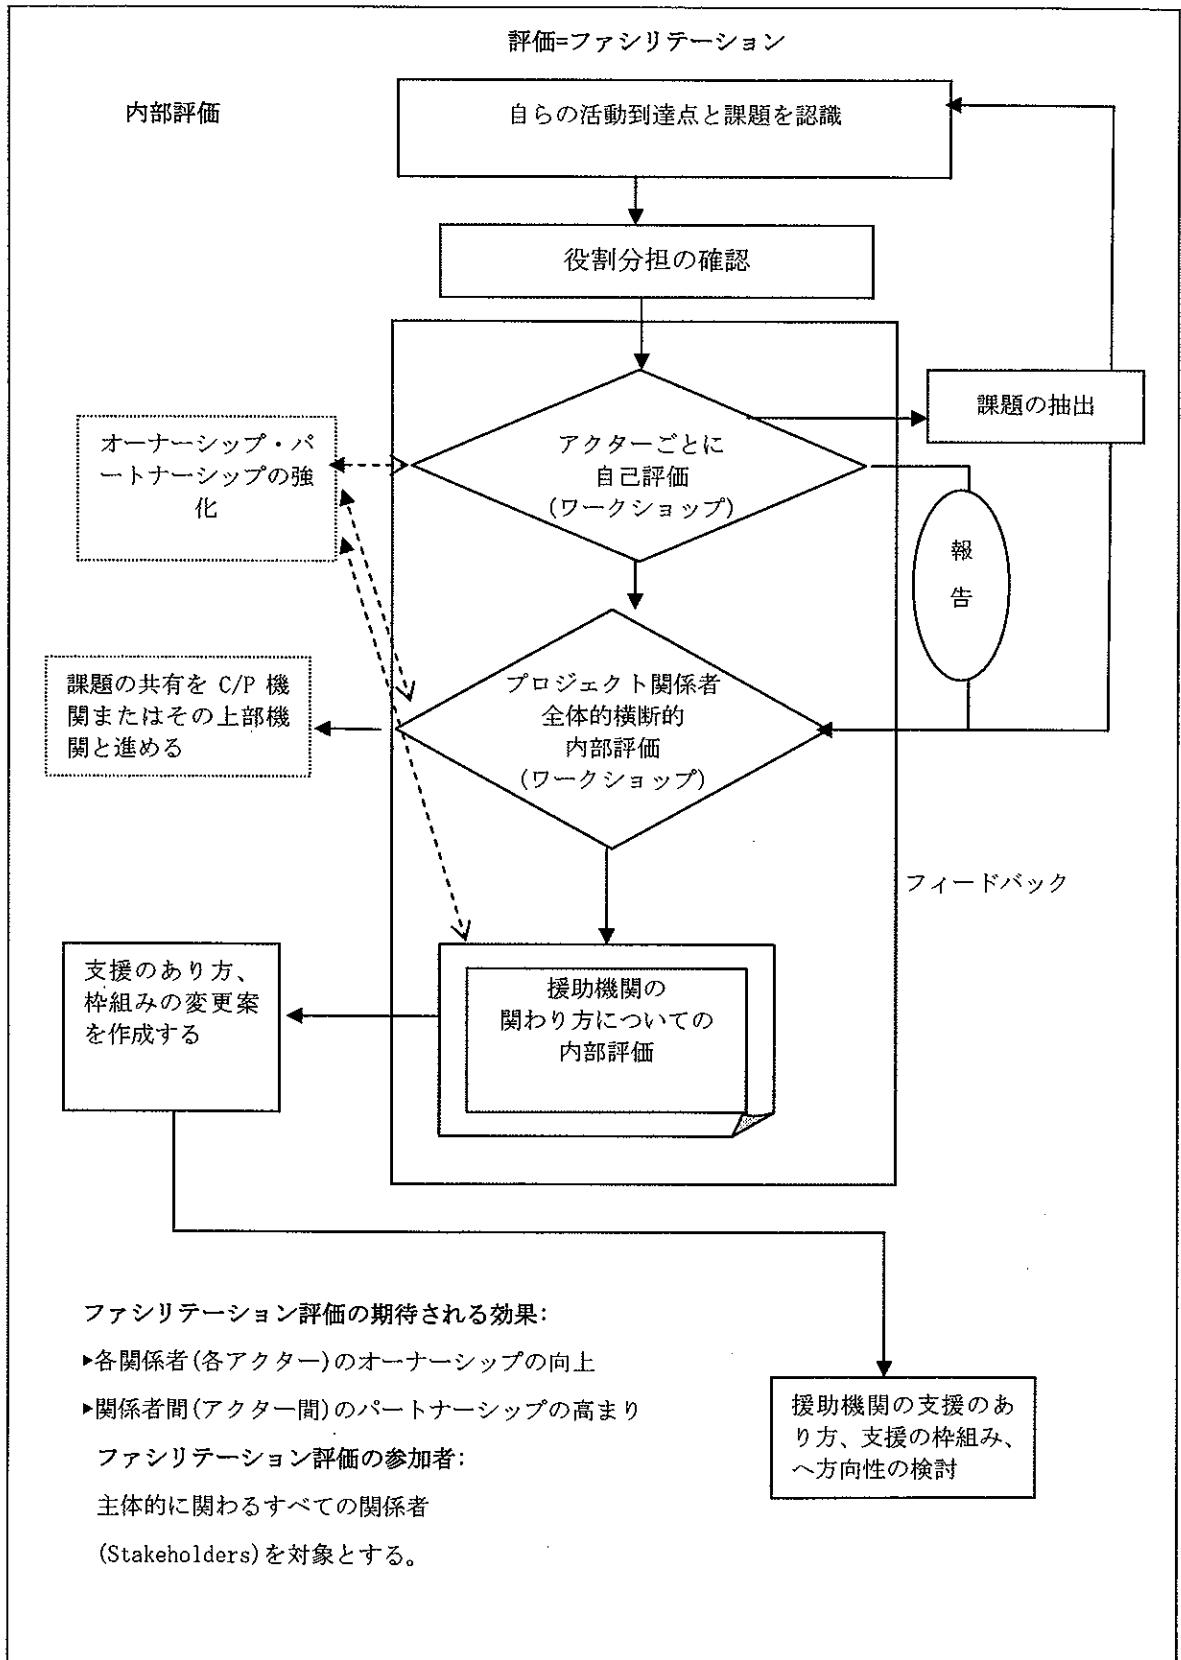 評価=ファシリテーション
内部評価
自らの活動到達点と課題を認識
役割分担の確認
課題の抽出
アクターごとに
自己評価
(ワークショップ)
オーナーシップ・パ
ートナーシップの強
化
報
告
課題の共有を C/P 機
関またはその上部機
関と進める
プロジェクト関係者
全体的横断的
内部評価
(ワークショップ)
フィードバック
支援のあり方、
枠組みの変更案
を作成する
援助機関の
関わり方についての
内部評価
ファシリテーション評価の期待される効果:
▶各関係者(各アクター)のオーナーシップの向上
▶関係者間(アクター間)のパートナーシップの高まり
ファシリテーション評価の参加者:
主体的に関わるすべての関係者
(Stakeholders)を対象とする。
援助機関の支援のあ
り方、支援の枠組み、
へ方向性の検討